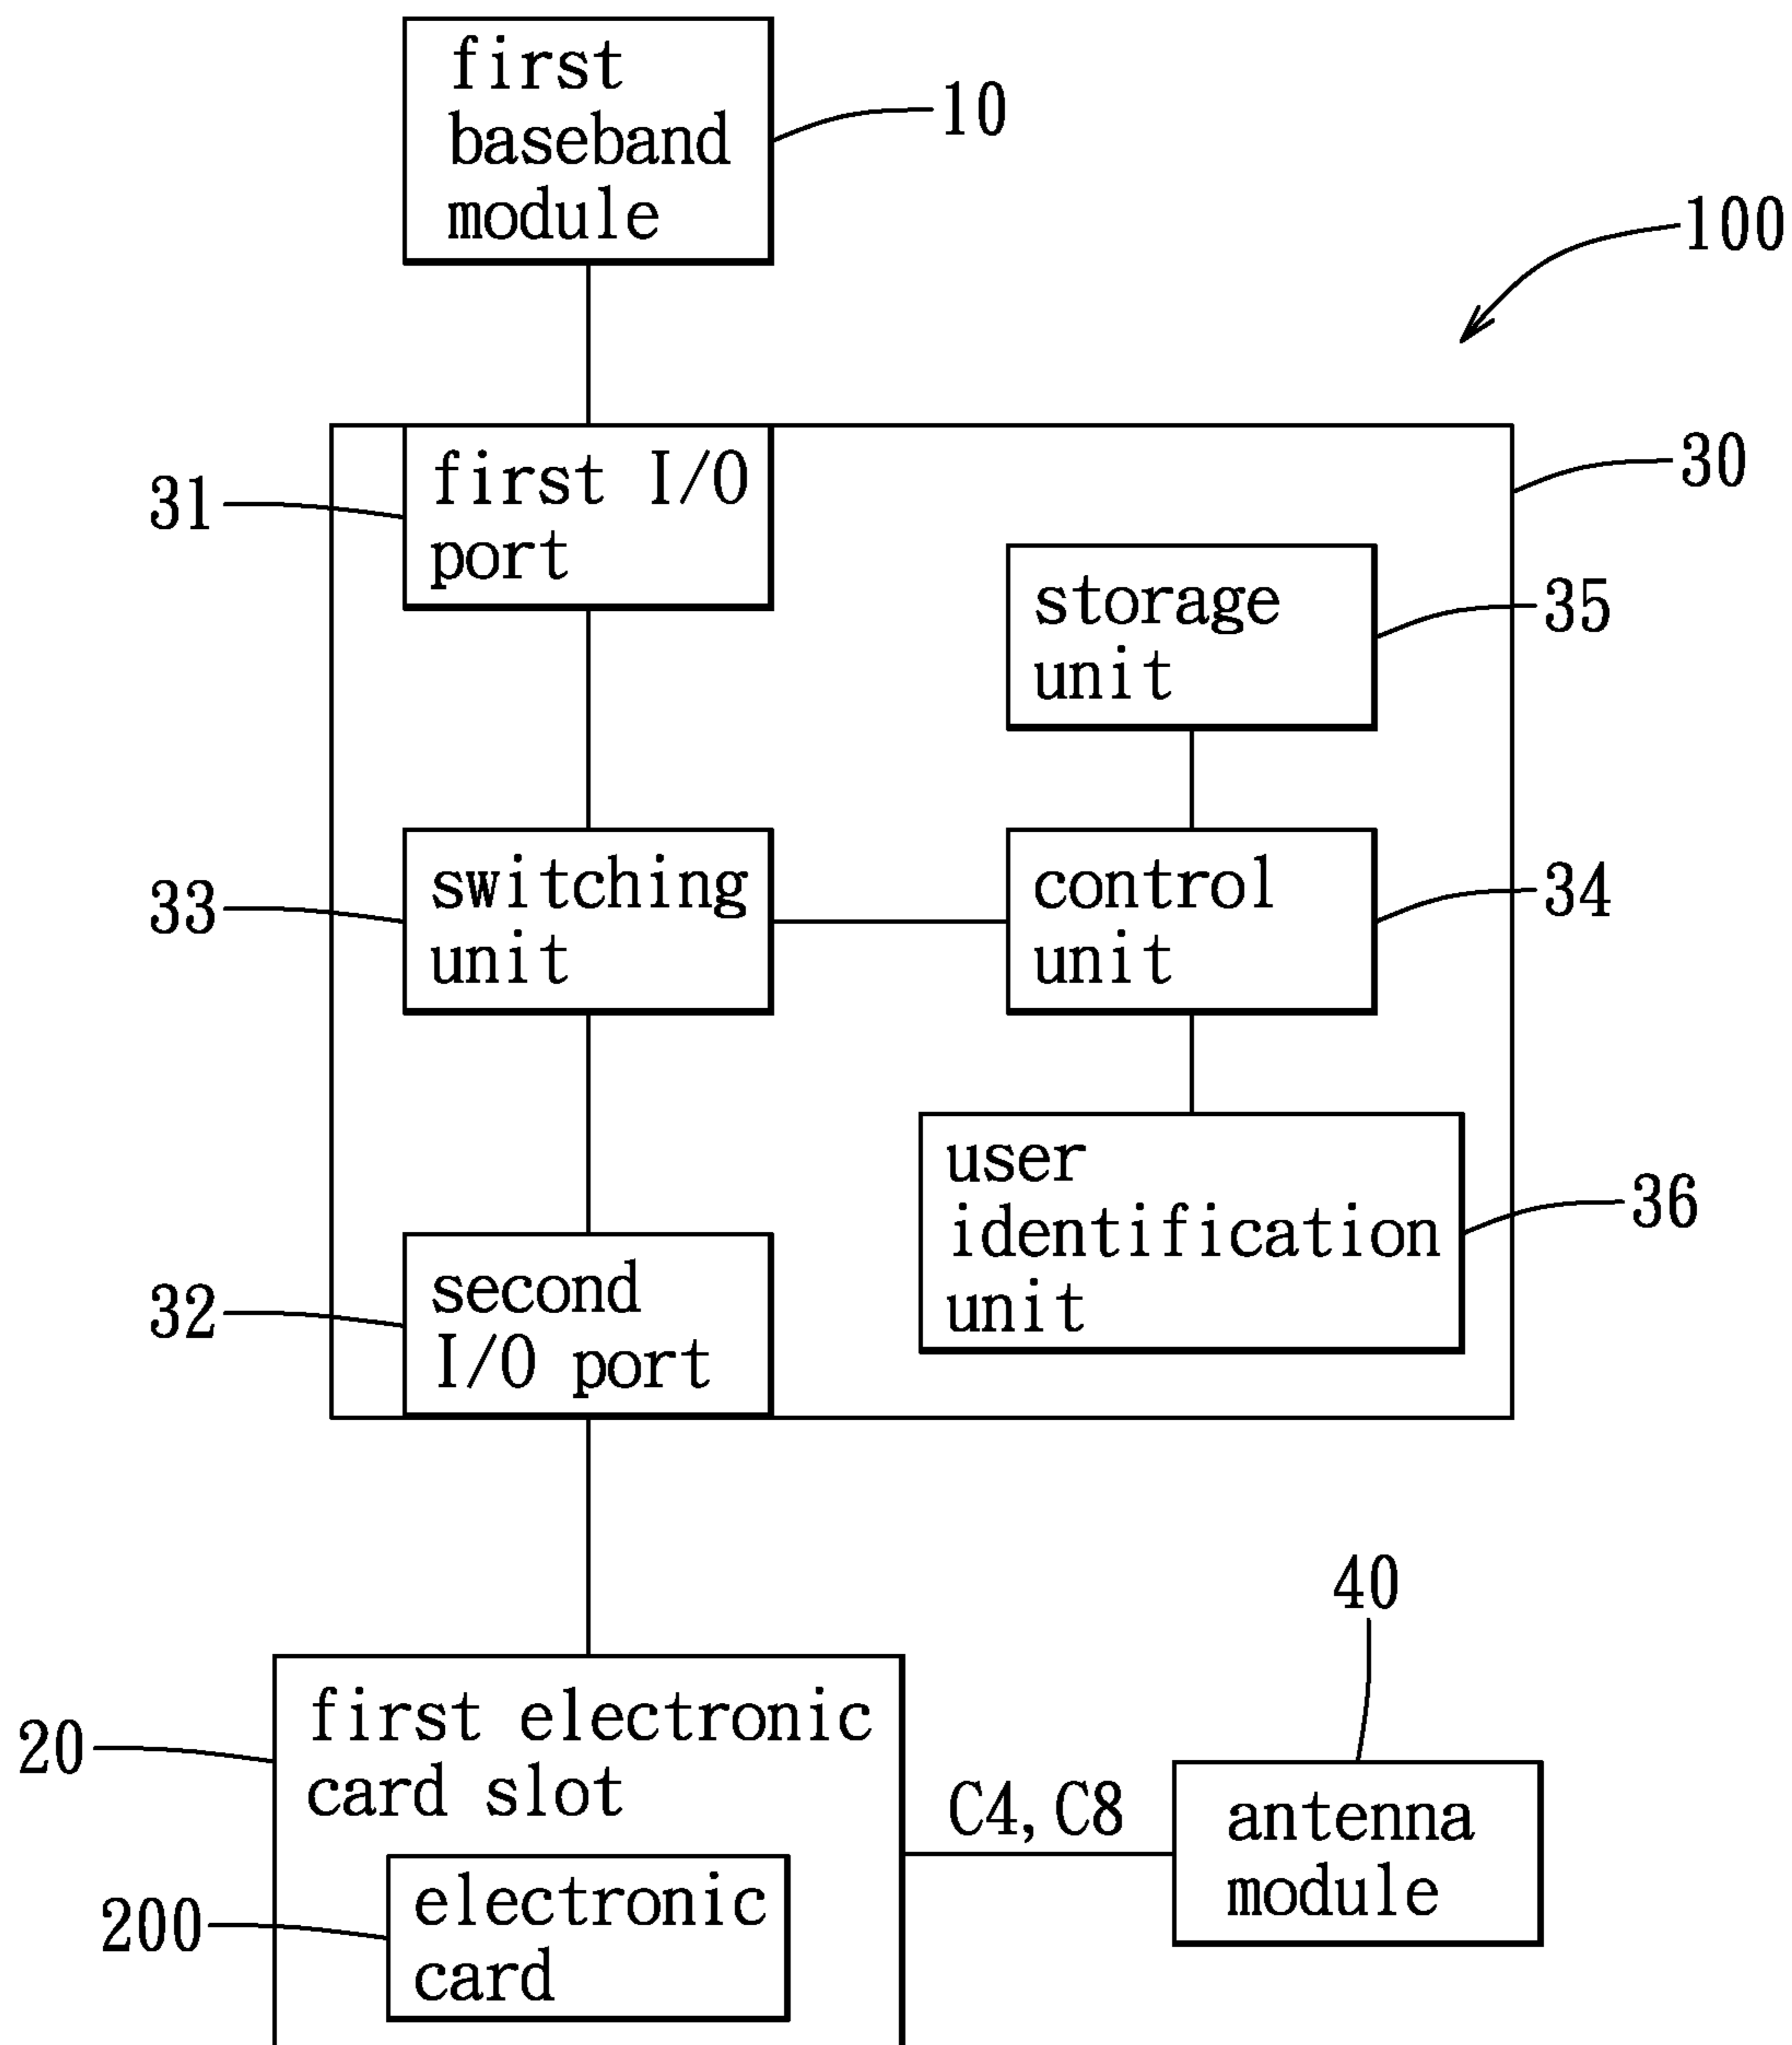 first
baseband
module
10
100
30
first I/O
port
31
storage
unit
35
switching
unit
33
control
unit
34
user
identification
unit
36
second
I/O port
32
40
first electronic
card slot
20
C4, C8
antenna
module
electronic
card
200